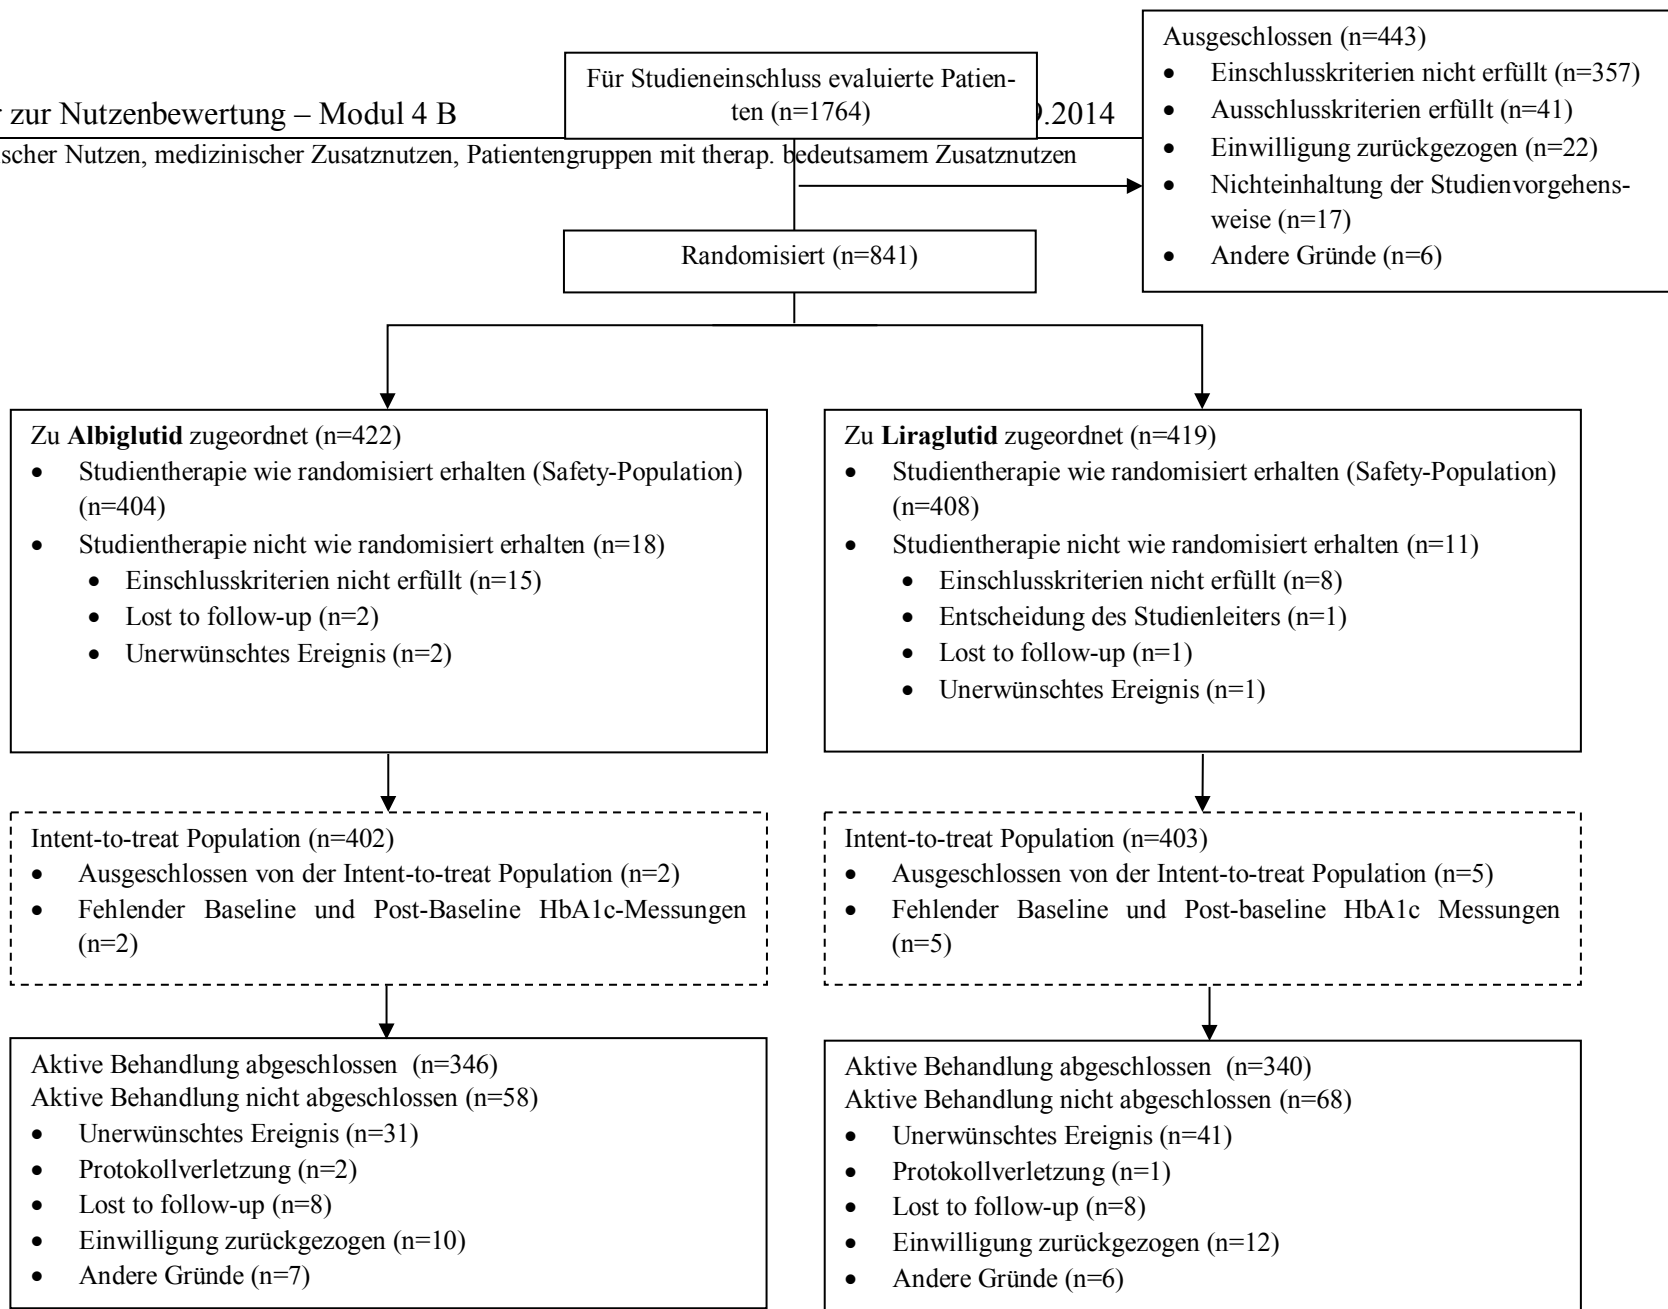 Für Studieneinschluss evaluierte Patien-
ten (n=1764)
zur Nutzenbewertung – Modul 4 B
.2014
Nutzen, medizinischer Zusatznutzen, Patientengruppen mit therap. bedeutsamem Zusatznutzen
Ausgeschlossen (n=443)
• Einschlusskriterien nicht erfüllt (n=357)
• Ausschlusskriterien erfüllt (n=41)
• Einwilligung zurückgezogen (n=22)
• Nichteinhaltung der Studienvorgehens-
weise (n=17)
• Andere Gründe (n=6)
Randomisiert (n=841)
Zu Albiglutid zugeordnet (n=422)
• Studientherapie wie randomisiert erhalten (Safety-Population)
(n=404)
• Studientherapie nicht wie randomisiert erhalten (n=18)
• Einschlusskriterien nicht erfüllt (n=15)
• Lost to follow-up (n=2)
• Unerwünschtes Ereignis (n=2)
Zu Liraglutid zugeordnet (n=419)
• Studientherapie wie randomisiert erhalten (Safety-Population)
(n=408)
• Studientherapie nicht wie randomisiert erhalten (n=11)
• Einschlusskriterien nicht erfüllt (n=8)
• Entscheidung des Studienleiters (n=1)
• Lost to follow-up (n=1)
• Unerwünschtes Ereignis (n=1)
Intent-to-treat Population (n=402)
• Ausgeschlossen von der Intent-to-treat Population (n=2)
• Fehlender Baseline und Post-Baseline HbA1c-Messungen
(n=2)
Intent-to-treat Population (n=403)
• Ausgeschlossen von der Intent-to-treat Population (n=5)
• Fehlender Baseline und Post-baseline HbA1c Messungen
(n=5)
Aktive Behandlung abgeschlossen (n=346)
Aktive Behandlung nicht abgeschlossen (n=58)
• Unerwünschtes Ereignis (n=31)
• Protokollverletzung (n=2)
• Lost to follow-up (n=8)
• Einwilligung zurückgezogen (n=10)
• Andere Gründe (n=7)
Aktive Behandlung abgeschlossen (n=340)
Aktive Behandlung nicht abgeschlossen (n=68)
• Unerwünschtes Ereignis (n=41)
• Protokollverletzung (n=1)
• Lost to follow-up (n=8)
• Einwilligung zurückgezogen (n=12)
• Andere Gründe (n=6)